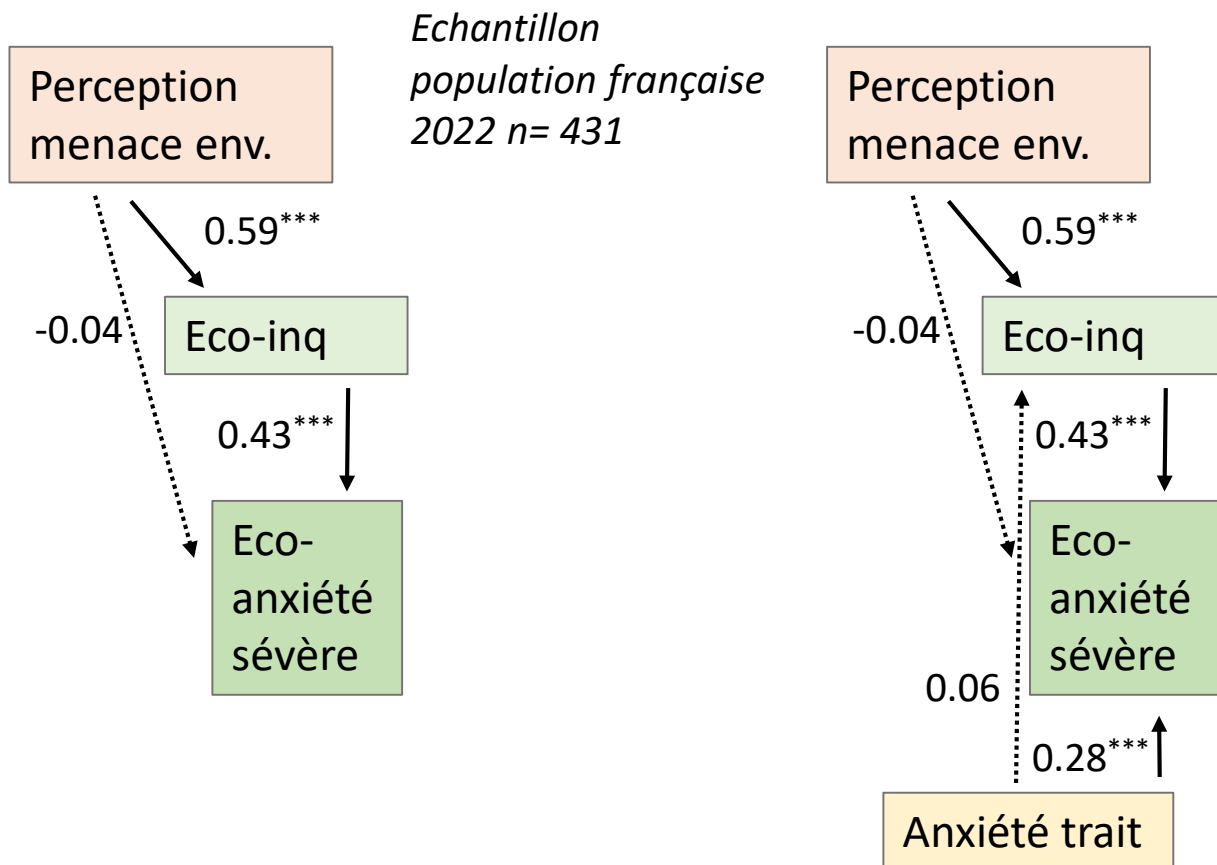 Echantillon
population française
2022 n= 431
Perception
menace env.
0.59***
-0.04
Eco-inq
0.43***
Eco-
anxiété
sévère
Perception
menace env.
0.59***
-0.04
Eco-inq
0.43***
Eco-
anxiété
sévère
0.06
0.28***
Anxiété trait